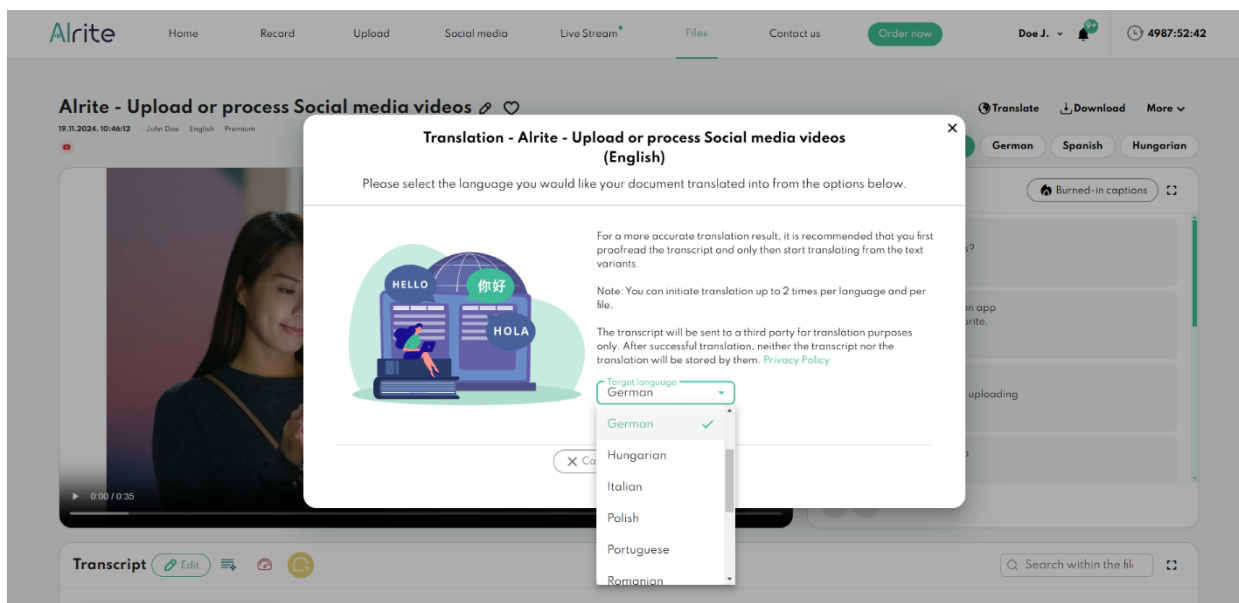 Alrite
Home
Record
Upload
Social media
Live Stream
Files
Contact us
Order now
Doe J.
9+
4987:52:42
Alrite - Upload or process Social media videos
19.11.2024. 10:46:12 - John Doe English Premium
Translate
Download
More
German
Spanish
Hungarian
Burned-in captions
Translation - Alrite - Upload or process Social media videos
(English)
Please select the language you would like your document translated into from the options below.
HELLO
你好
HOLA
For a more accurate translation result, it is recommended that you first
proofread the transcript and only then start translating from the text
variants.
Note: You can initiate translation up to 2 times per language and per
file.
The transcript will be sent to a third party for translation purposes
only. After successful translation, neither the transcript nor the
translation will be stored by them. Privacy Policy
Target language
German
German
Hungarian
Italian
Polish
Portuguese
Romanian
app
uploading
0:00 / 0:35
Transcript
Edit
Search within the